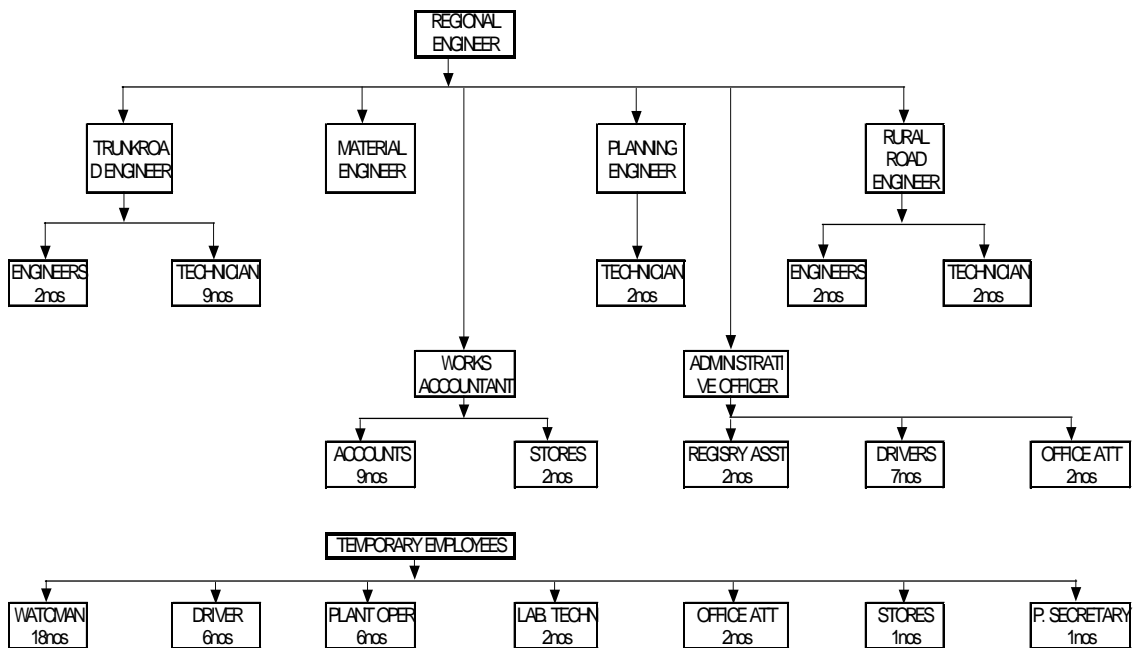 REGIONAL
ENGINEER
TRUNKROA
D ENGINEER
MATERIAL
ENGINEER
PLANNING
ENGINEER
RURAL
ROAD
ENGINEER
ENGINEERS
2nos
TECHNICIAN
9nos
TECHNICIAN
2nos
ENGINEERS
2nos
TECHNICIAN
2nos
WORKS
ACCOUNTANT
ADMINISTRATI
VE OFFICER
ACCOUNTS
9nos
STORES
2nos
REGISRY ASST
2nos
DRIVERS
7nos
OFFICE ATT
2nos
TEMPORARY EMPLOYEES
WATCMAN
18nos
DRIVER
6nos
PLANT OPER
6nos
LAB. TECHN
2nos
OFFICE ATT
2nos
STORES
1nos
P. SECRETARY
1nos